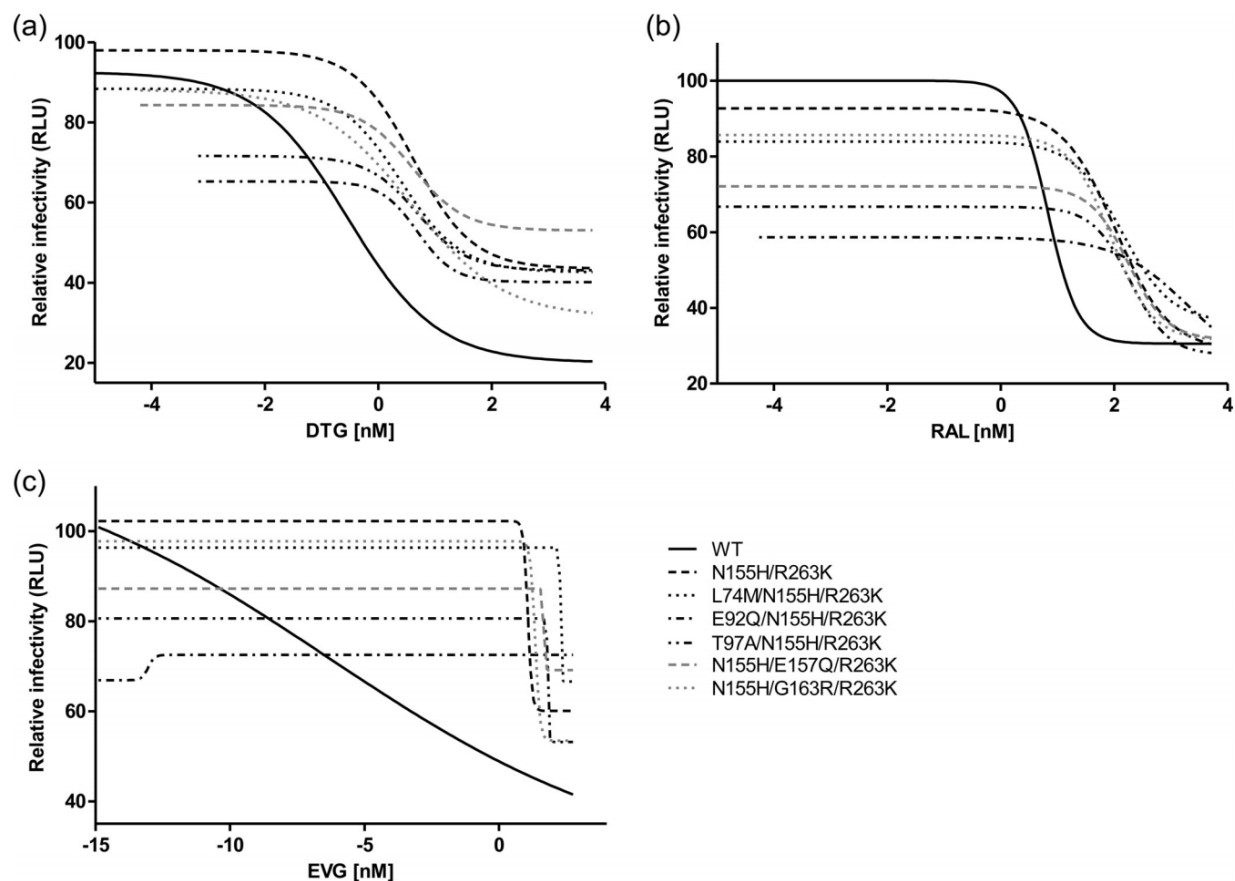 (a)
100
80
60
40
20
Relative infectivity (RLU)
-4 -2 0 2 4
DTG [nM]
(b)
100
80
60
40
20
Relative infectivity (RLU)
-4 -2 0 2 4
RAL [nM]
(c)
100
80
60
40
Relative infectivity (RLU)
-15 -10 -5 0
EVG [nM]
WT
N155H/R263K
L74M/N155H/R263K
E92Q/N155H/R263K
T97A/N155H/R263K
N155H/E157Q/R263K
N155H/G163R/R263K